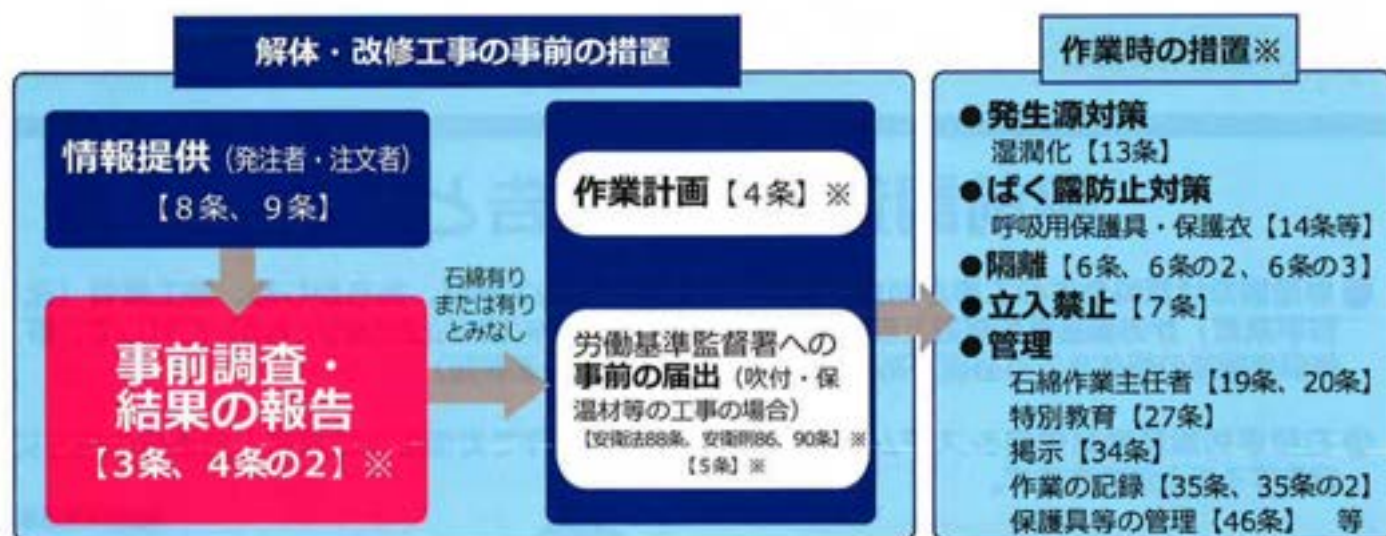 解体・改修工事の事前の措置
情報提供（発注者・注文者）
【8条、9条】
事前調査・
結果の報告
【3条、4条の2】※
石綿有り
または有り
とみなし
作業計画【4条】※
労働基準監督署への
事前の届出（吹付・保
温材等の工事の場合）
【安衛法88条、安衛則86、90条】※
【5条】※
作業時の措置※
●発生源対策
湿潤化【13条】
●ばく露防止対策
呼吸用保護具・保護衣【14条等】
●隔離【6条、6条の2、6条の3】
●立入禁止【7条】
●管理
石綿作業主任者【19条、20条】
特別教育【27条】
掲示【34条】
作業の記録【35条、35条の2】
保護具等の管理【46条】 等